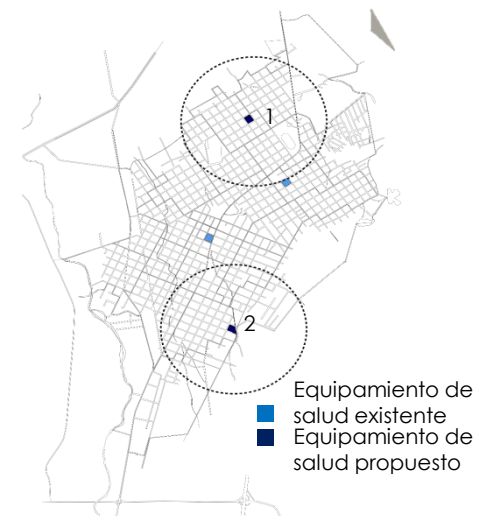 1
2
Equipamiento de
salud existente
Equipamiento de
salud propuesto